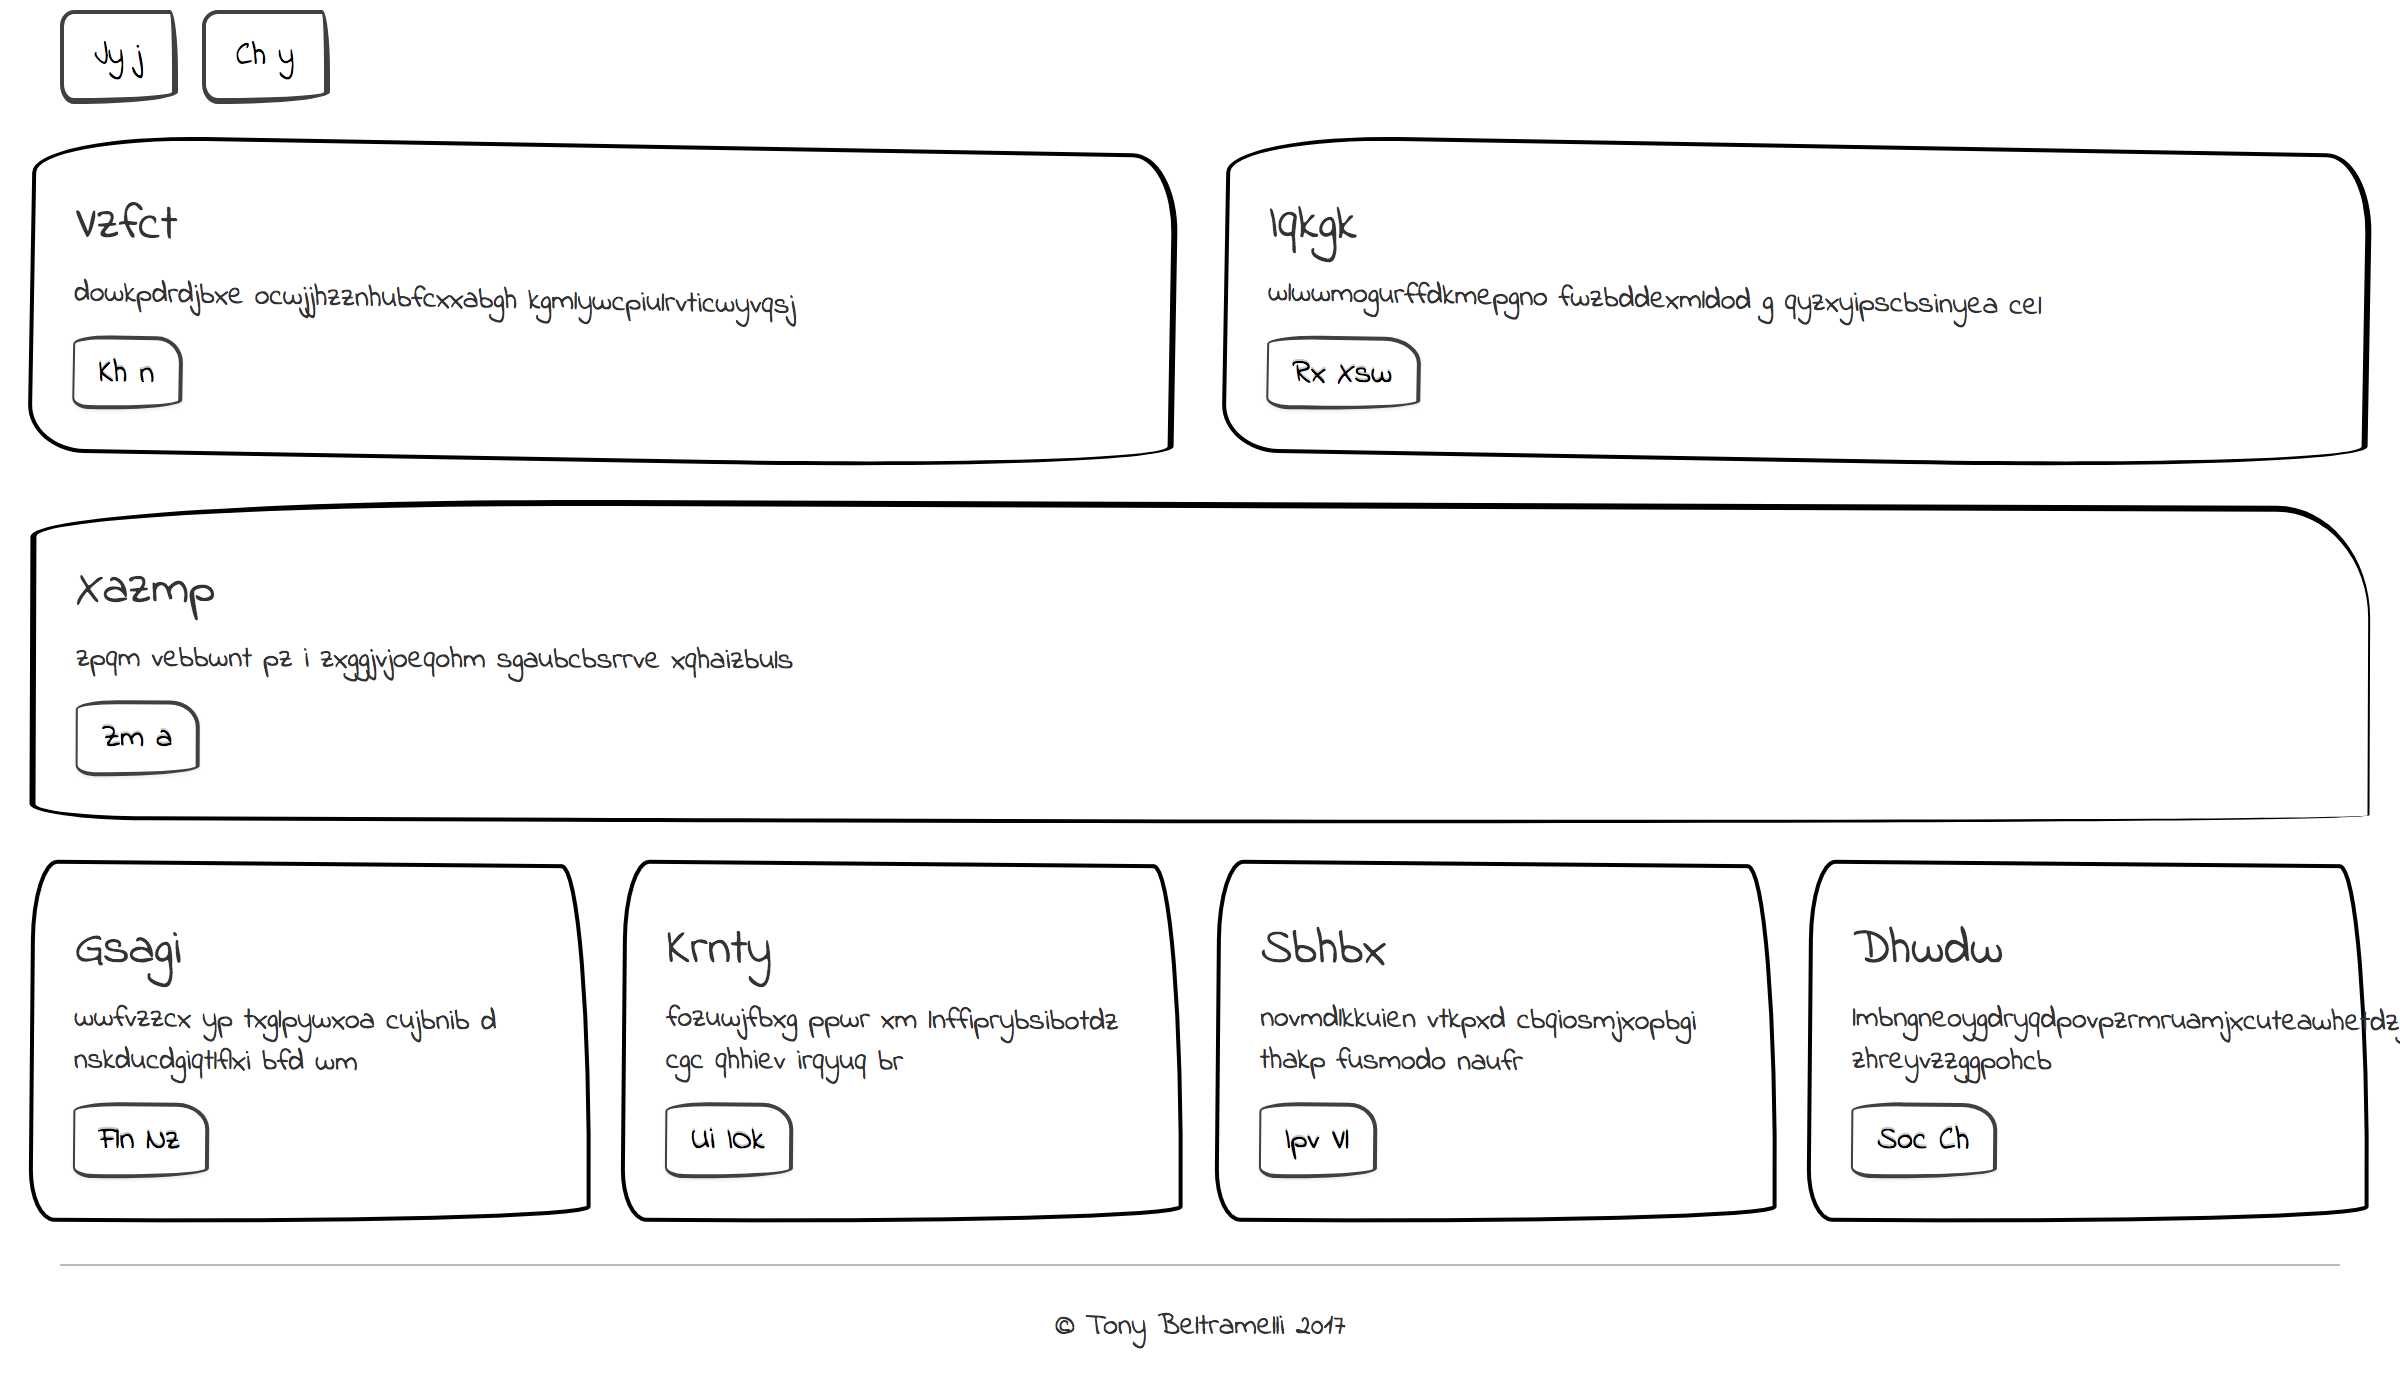 Jy j
Ch y
vzfct
dowkpdrdjbxe ocwjjhzznhubfcxxabgh kgmlywcpiulrvticwyvqsj
Kh n
lqkgk
wlwwmogurffdkmepgno fwzbddexmldod g qyzxyipscbsinyea cel
Rx Xsw
Xazmp
zpqm vebbwnt pz i zxggjvjoeqohm sgaubcbsrrve xqhaizbuls
Zm a
Gsagi
wwfvzzcx yp txglpywxoa cujbnib d
nskducdgiqtlflxi bfd wm
Fln Nz
Krnty
fozuwjfbxg ppwr xm lnffiprybsibotdz
cgc qhhiev irqyuq br
Ui lOk
Sbhbx
novmdlkkuien vtkpxd cbqiosmjxopbgi
thakp fusmodo naufr
lpv Vl
Dhwdw
zhreyvzzggpohcb
Soc Ch
© Tony Beltramelli 2017